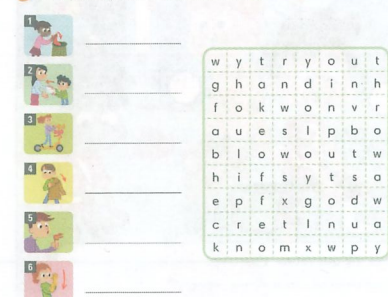 1
2
3
4
5
6
w y t r y o u t
g h a n d i n h
f o k w o n v r
a u e s l p b o
b l o w o u t w
h i f s y t s a
e p f x g o d w
c r e t l n u a
k n o m x w p y